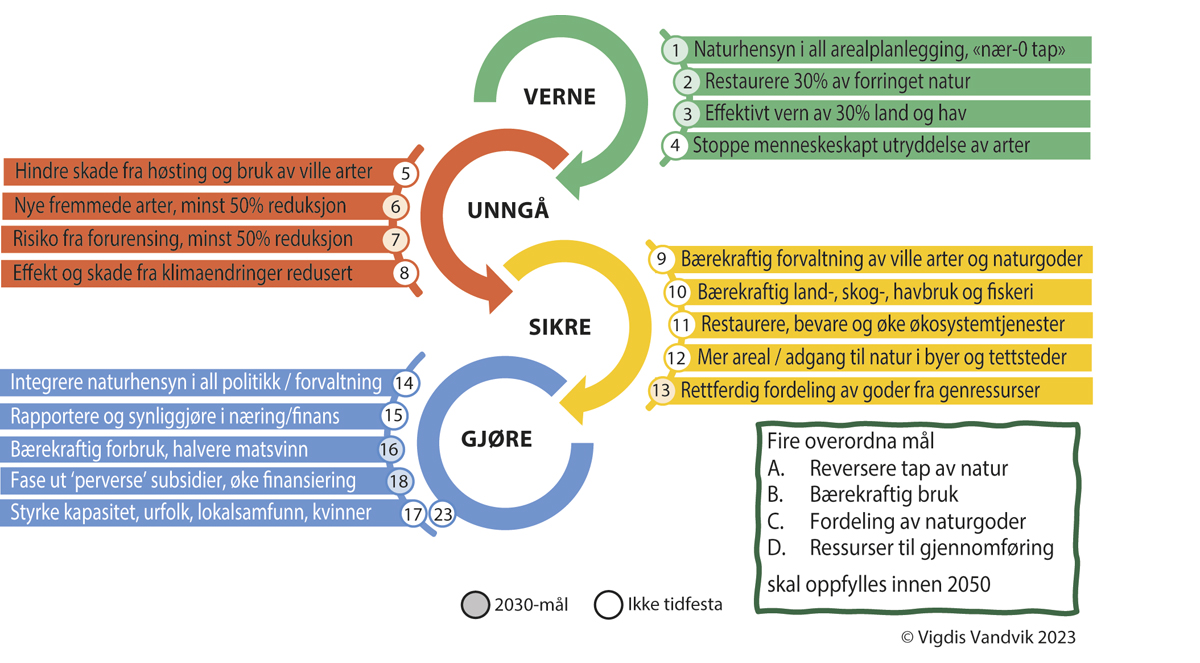 VERNE
1 Naturhensyn i all arealplanlegging, «nær-0 tap»
2 Restaurere 30% av forringet natur
3 Effektivt vern av 30% land og hav
4 Stoppe menneskeskapt utryddelse av arter
UNNGÅ
Hindre skade fra høsting og bruk av ville arter 5
Nye fremmede arter, minst 50% reduksjon 6
Risiko fra forurensing, minst 50% reduksjon 7
Effekt og skade fra klimaendringer redusert 8
SIKRE
9 Bærekraftig forvaltning av ville arter og naturgoder
10 Bærekraftig land-, skog-, havbruk og fiskeri
11 Restaurere, bevare og øke økosystemtjenester
12 Mer areal / adgang til natur i byer og tettsteder
13 Rettferdig fordeling av goder fra genressurser
GJØRE
Integrere naturhensyn i all politikk / forvaltning 14
Rapportere og synliggjøre i næring/finans 15
Bærekraftig forbruk, halvere matsvinn 16
Fase ut ‘perverse’ subsidier, øke finansiering 18
Styrke kapasitet, urfolk, lokalsamfunn, kvinner 17 23
Fire overordna mål
A. Reversere tap av natur
B. Bærekraftig bruk
C. Fordeling av naturgoder
D. Ressurser til gjennomføring
skal oppfylles innen 2050
2030-mål Ikke tidfesta
© Vigdis Vandvik 2023